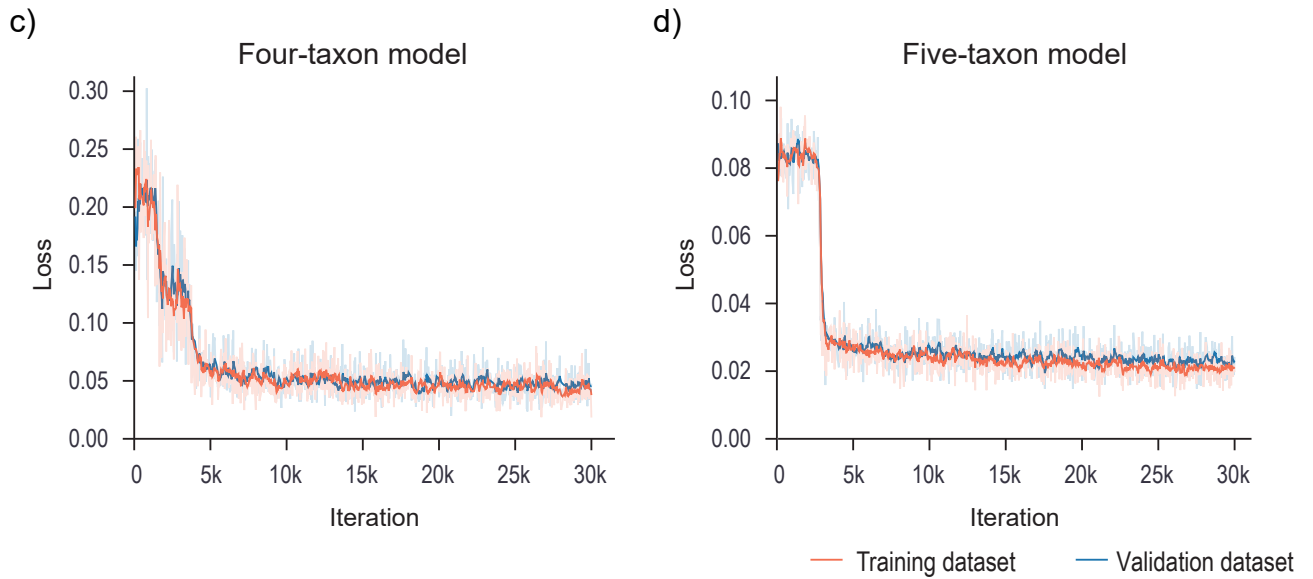 c)
Four-taxon model
0.30
0.25
0.20
0.15
0.10
0.05
0.00
Loss
0 5k 10k 15k 20k 25k 30k
Iteration
d)
Five-taxon model
0.10
0.08
0.06
0.04
0.02
0.00
Loss
0 5k 10k 15k 20k 25k 30k
Iteration
Training dataset Validation dataset